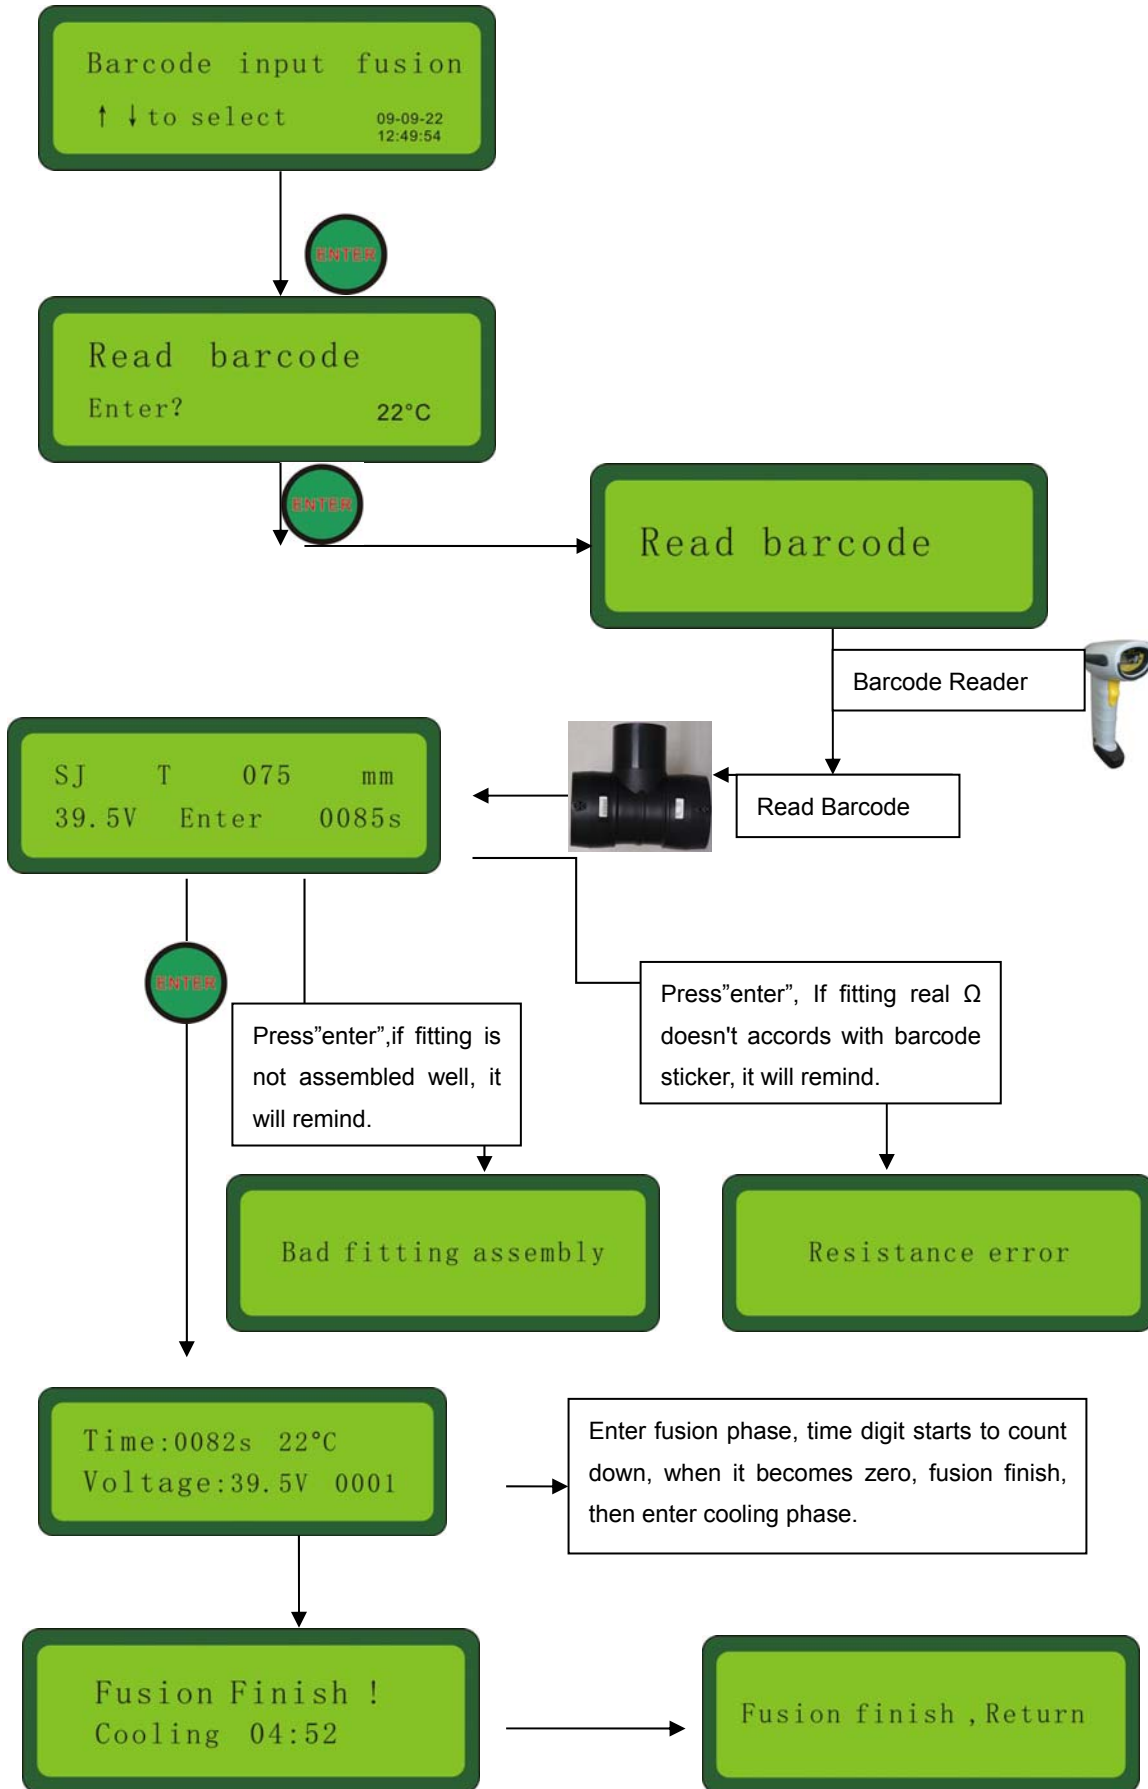 Barcode input fusion
↑ ↓to select 09-09-22
12:49:54
ENTER
Read barcode
Enter? 22°C
ENTER
Read barcode
Barcode Reader
Read Barcode
SJ T 075 mm
39.5V Enter 0085s
ENTER
Press”enter”,if fitting is
not assembled well, it
will remind.
Press”enter”, If fitting real Ω
doesn't accords with barcode
sticker, it will remind.
Bad fitting assembly
Resistance error
Time:0082s 22°C
Voltage:39.5V 0001
Enter fusion phase, time digit starts to count
down, when it becomes zero, fusion finish,
then enter cooling phase.
Fusion Finish !
Cooling 04:52
Fusion finish ,Return